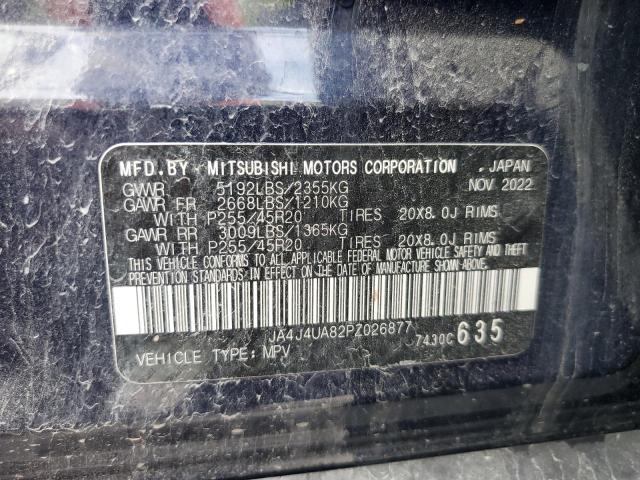 MFD.BY - MITSUBISHI MOTORS CORPORATION , JAPAN
GVWR 5192LBS/2355KG NOV 2022
GAWR FR 2668LBS/1210KG
WITH P255/45R20 TIRES 20X8.0J RIMS
GAWR RR 3009LBS/1365KG
WITH P255/45R20 TIRES 20X8.0J RIMS
THIS VEHICLE CONFORMS TO ALL APPLICABLE FEDERAL MOTOR VEHICLE SAFETY
STANDARDS IN EFFECT ON THE DATE OF MANUFACTURE SHOWN ABOVE.
JA4J4UA82PZ026877 7430C 635
VEHICLE TYPE: MPV